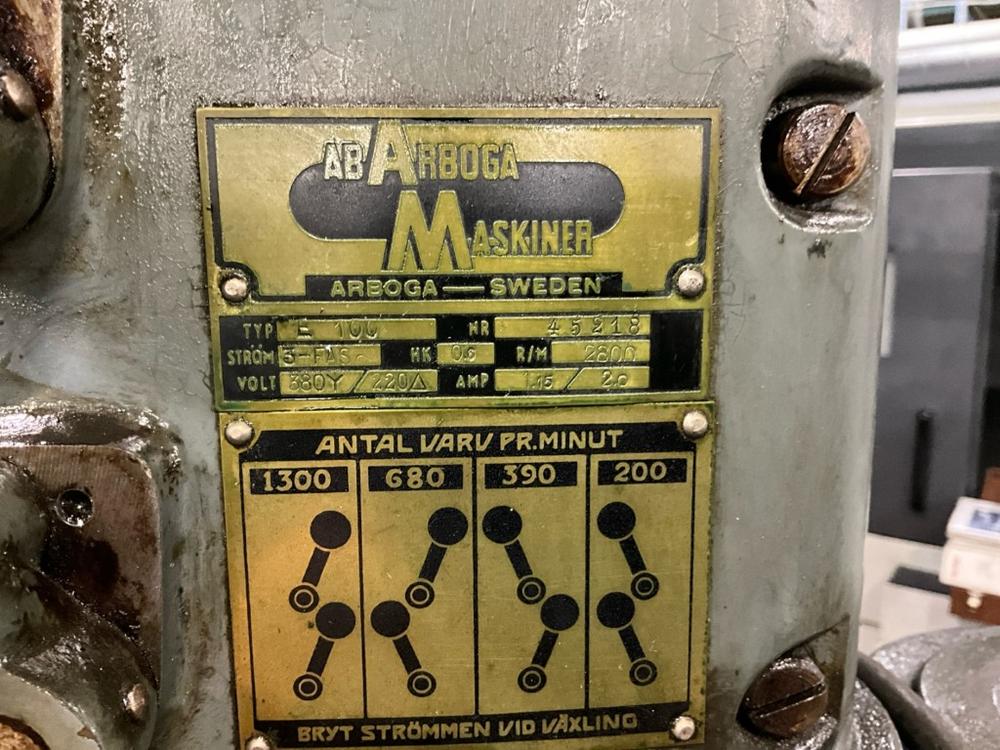 AB ARBOGA
MASKINER
ARBOGA — SWEDEN
TYP E 100 NR 45218
STRÖM 3-FAS HK 0.6 R/M 2800
VOLT 380Y / 220Δ AMP 1.15 / 2.0
ANTAL VARV PR. MINUT
1300 680 390 200
BRYT STRÖMMEN VID VÄXLING